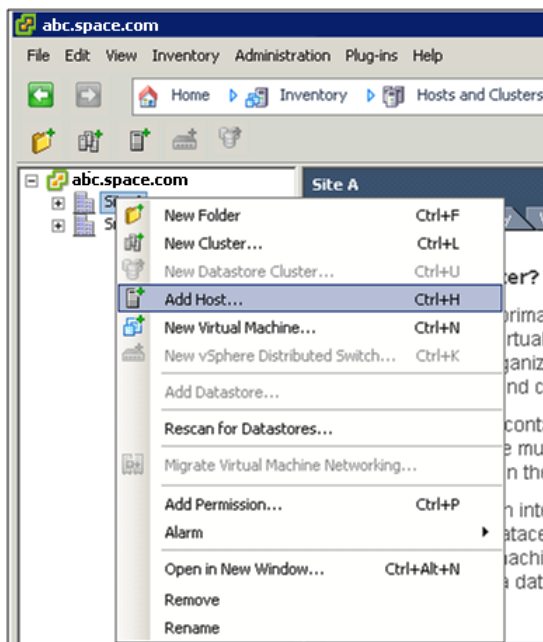 abc.space.com
File Edit View Inventory Administration Plug-ins Help
Home Inventory Hosts and Clusters
abc.space.com
Site A
New Folder Ctrl+F
New Cluster... Ctrl+L
New Datastore Cluster... Ctrl+U
Add Host... Ctrl+H
New Virtual Machine... Ctrl+N
New vSphere Distributed Switch... Ctrl+K
Add Datastore...
Rescan for Datastores...
Migrate Virtual Machine Networking...
Add Permission... Ctrl+P
Alarm
Open in New Window... Ctrl+Alt+N
Remove
Rename